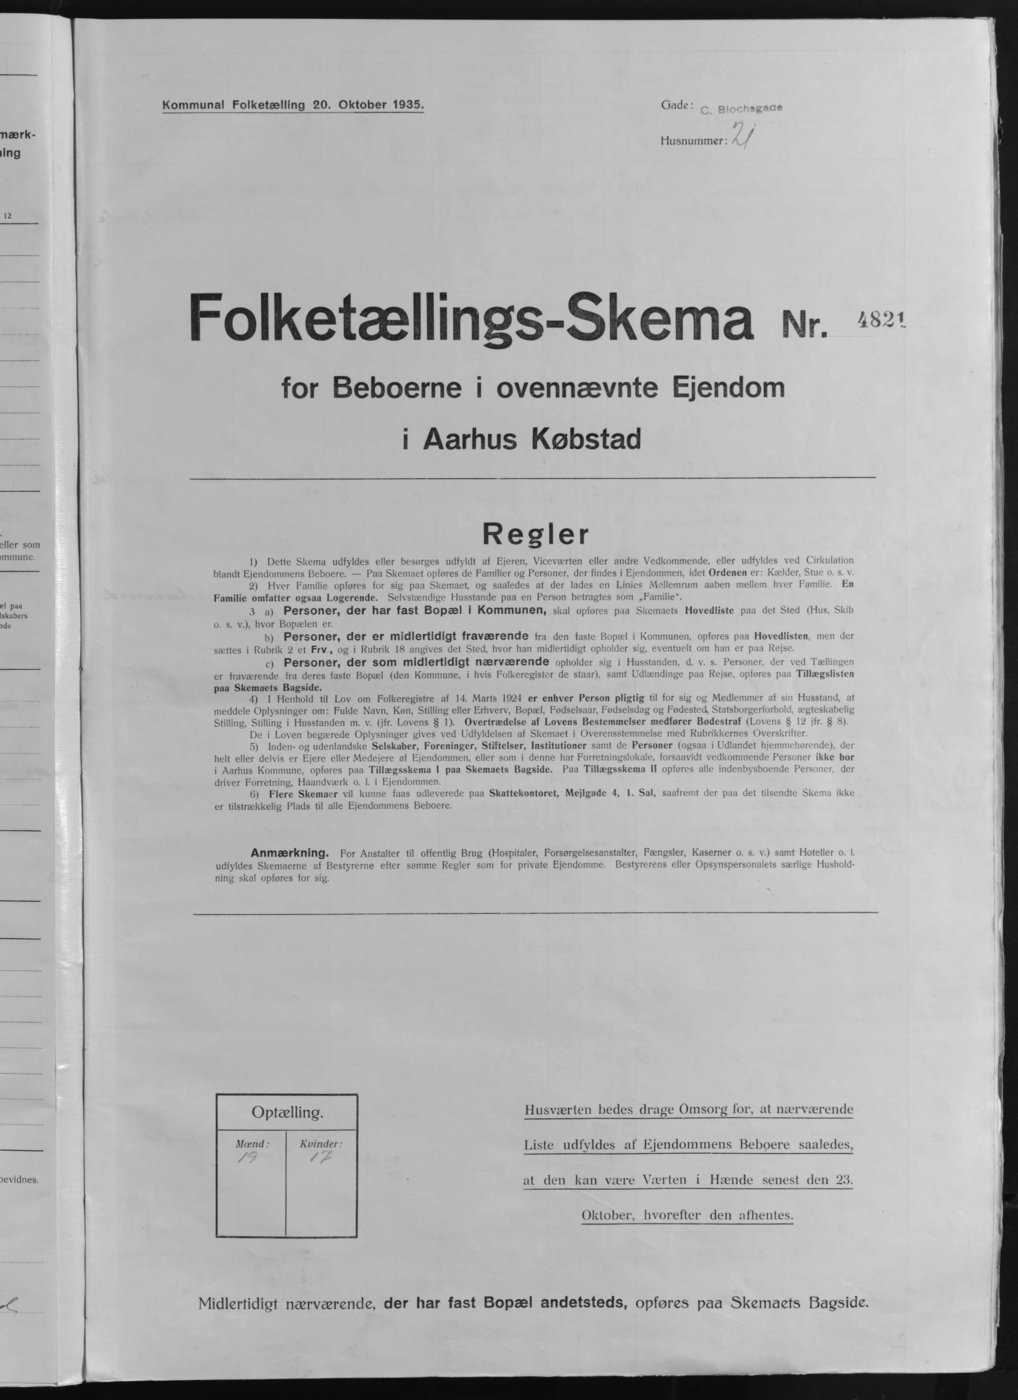 mærk-
ning
12
eller som
ommune.
el paa
lskabers
nde
bevidnes.
Kommunal Folketælling 20. Oktober 1935.
Gade: C. Blochsgade
Husnummer: 21
Folketællings-Skema Nr. 4821
for Beboerne i ovennævnte Ejendom
i Aarhus Købstad
Regler
1) Dette Skema udfyldes eller besørges udfyldt af Ejeren, Viceværten eller andre Vedkommende, eller udfyldes ved Cirkulation
blandt Ejendommens Beboere. — Paa Skemaet opføres de Familier og Personer, der findes i Ejendommen, idet Ordenen er: Kælder, Stue o. s. v.
2) Hver Familie opføres for sig paa Skemaet, og saaledes at der lades en Linies Mellemrum aaben mellem hver Familie. En
Familie omfatter ogsaa Logerende. Selvstændige Husstande paa en Person betragtes som „Familie“.
3 a) Personer, der har fast Bopæl i Kommunen, skal opføres paa Skemaets Hovedliste paa det Sted (Hus, Skib
o. s. v.), hvor Bopælen er.
b) Personer, der er midlertidigt fraværende fra den faste Bopæl i Kommunen, opføres paa Hovedlisten, men der
sættes i Rubrik 2 et Frv., og i Rubrik 18 angives det Sted, hvor han midlertidigt opholder sig, eventuelt om han er paa Rejse.
c) Personer, der som midlertidigt nærværende opholder sig i Husstanden, d. v. s. Personer, der ved Tællingen
er fraværende fra deres faste Bopæl (den Kommune, i hvis Folkeregister de staar), samt Udlændinge paa Rejse, opføres paa Tillægslisten
paa Skemaets Bagside.
4) I Henhold til Lov om Folkeregistre af 14. Marts 1924 er enhver Person pligtig til for sig og Medlemmer af sin Husstand, at
meddele Oplysninger om: Fulde Navn, Køn, Stilling eller Erhverv, Bopæl, Fødselsaar, Fødselsdag og Fødested, Statsborgerforhold, ægteskabelig
Stilling, Stilling i Husstanden m. v. (jfr. Lovens § 1). Overtrædelse af Lovens Bestemmelser medfører Bødestraf (Lovens § 12 jfr. § 8).
De i Loven begærede Oplysninger gives ved Udfyldelsen af Skemaet i Overensstemmelse med Rubrikkernes Overskrifter.
5) Inden- og udenlandske Selskaber, Foreninger, Stiftelser, Institutioner samt de Personer (ogsaa i Udlandet hjemmehørende), der
helt eller delvis er Ejere eller Medejere af Ejendommen, eller som i denne har Forretningslokale, forsaavidt vedkommende Personer ikke bor
i Aarhus Kommune, opføres paa Tillægsskema I paa Skemaets Bagside. Paa Tillægsskema II opføres alle indenbysboende Personer, der
driver Forretning, Haandværk o. l. i Ejendommen.
6) Flere Skemaer vil kunne faas udleverede paa Skattekontoret, Mejlgade 4, 1. Sal, saafremt der paa det tilsendte Skema ikke
er tilstrækkelig Plads til alle Ejendommens Beboere.
Anmærkning. For Anstalter til offentlig Brug (Hospitaler, Forsørgelsesanstalter, Fængsler, Kaserner o. s. v.) samt Hoteller o. l.
udfyldes Skemaerne af Bestyrerne efter samme Regler som for private Ejendomme. Bestyrerens eller Opsynspersonalets særlige Hushold-
ning skal opføres for sig.
Optælling.
Mænd: Kvinder:
19 17
Husværten bedes drage Omsorg for, at nærværende
Liste udfyldes af Ejendommens Beboere saaledes,
at den kan være Værten i Hænde senest den 23.
Oktober, hvorefter den afhentes.
Midlertidigt nærværende, der har fast Bopæl andetsteds, opføres paa Skemaets Bagside.